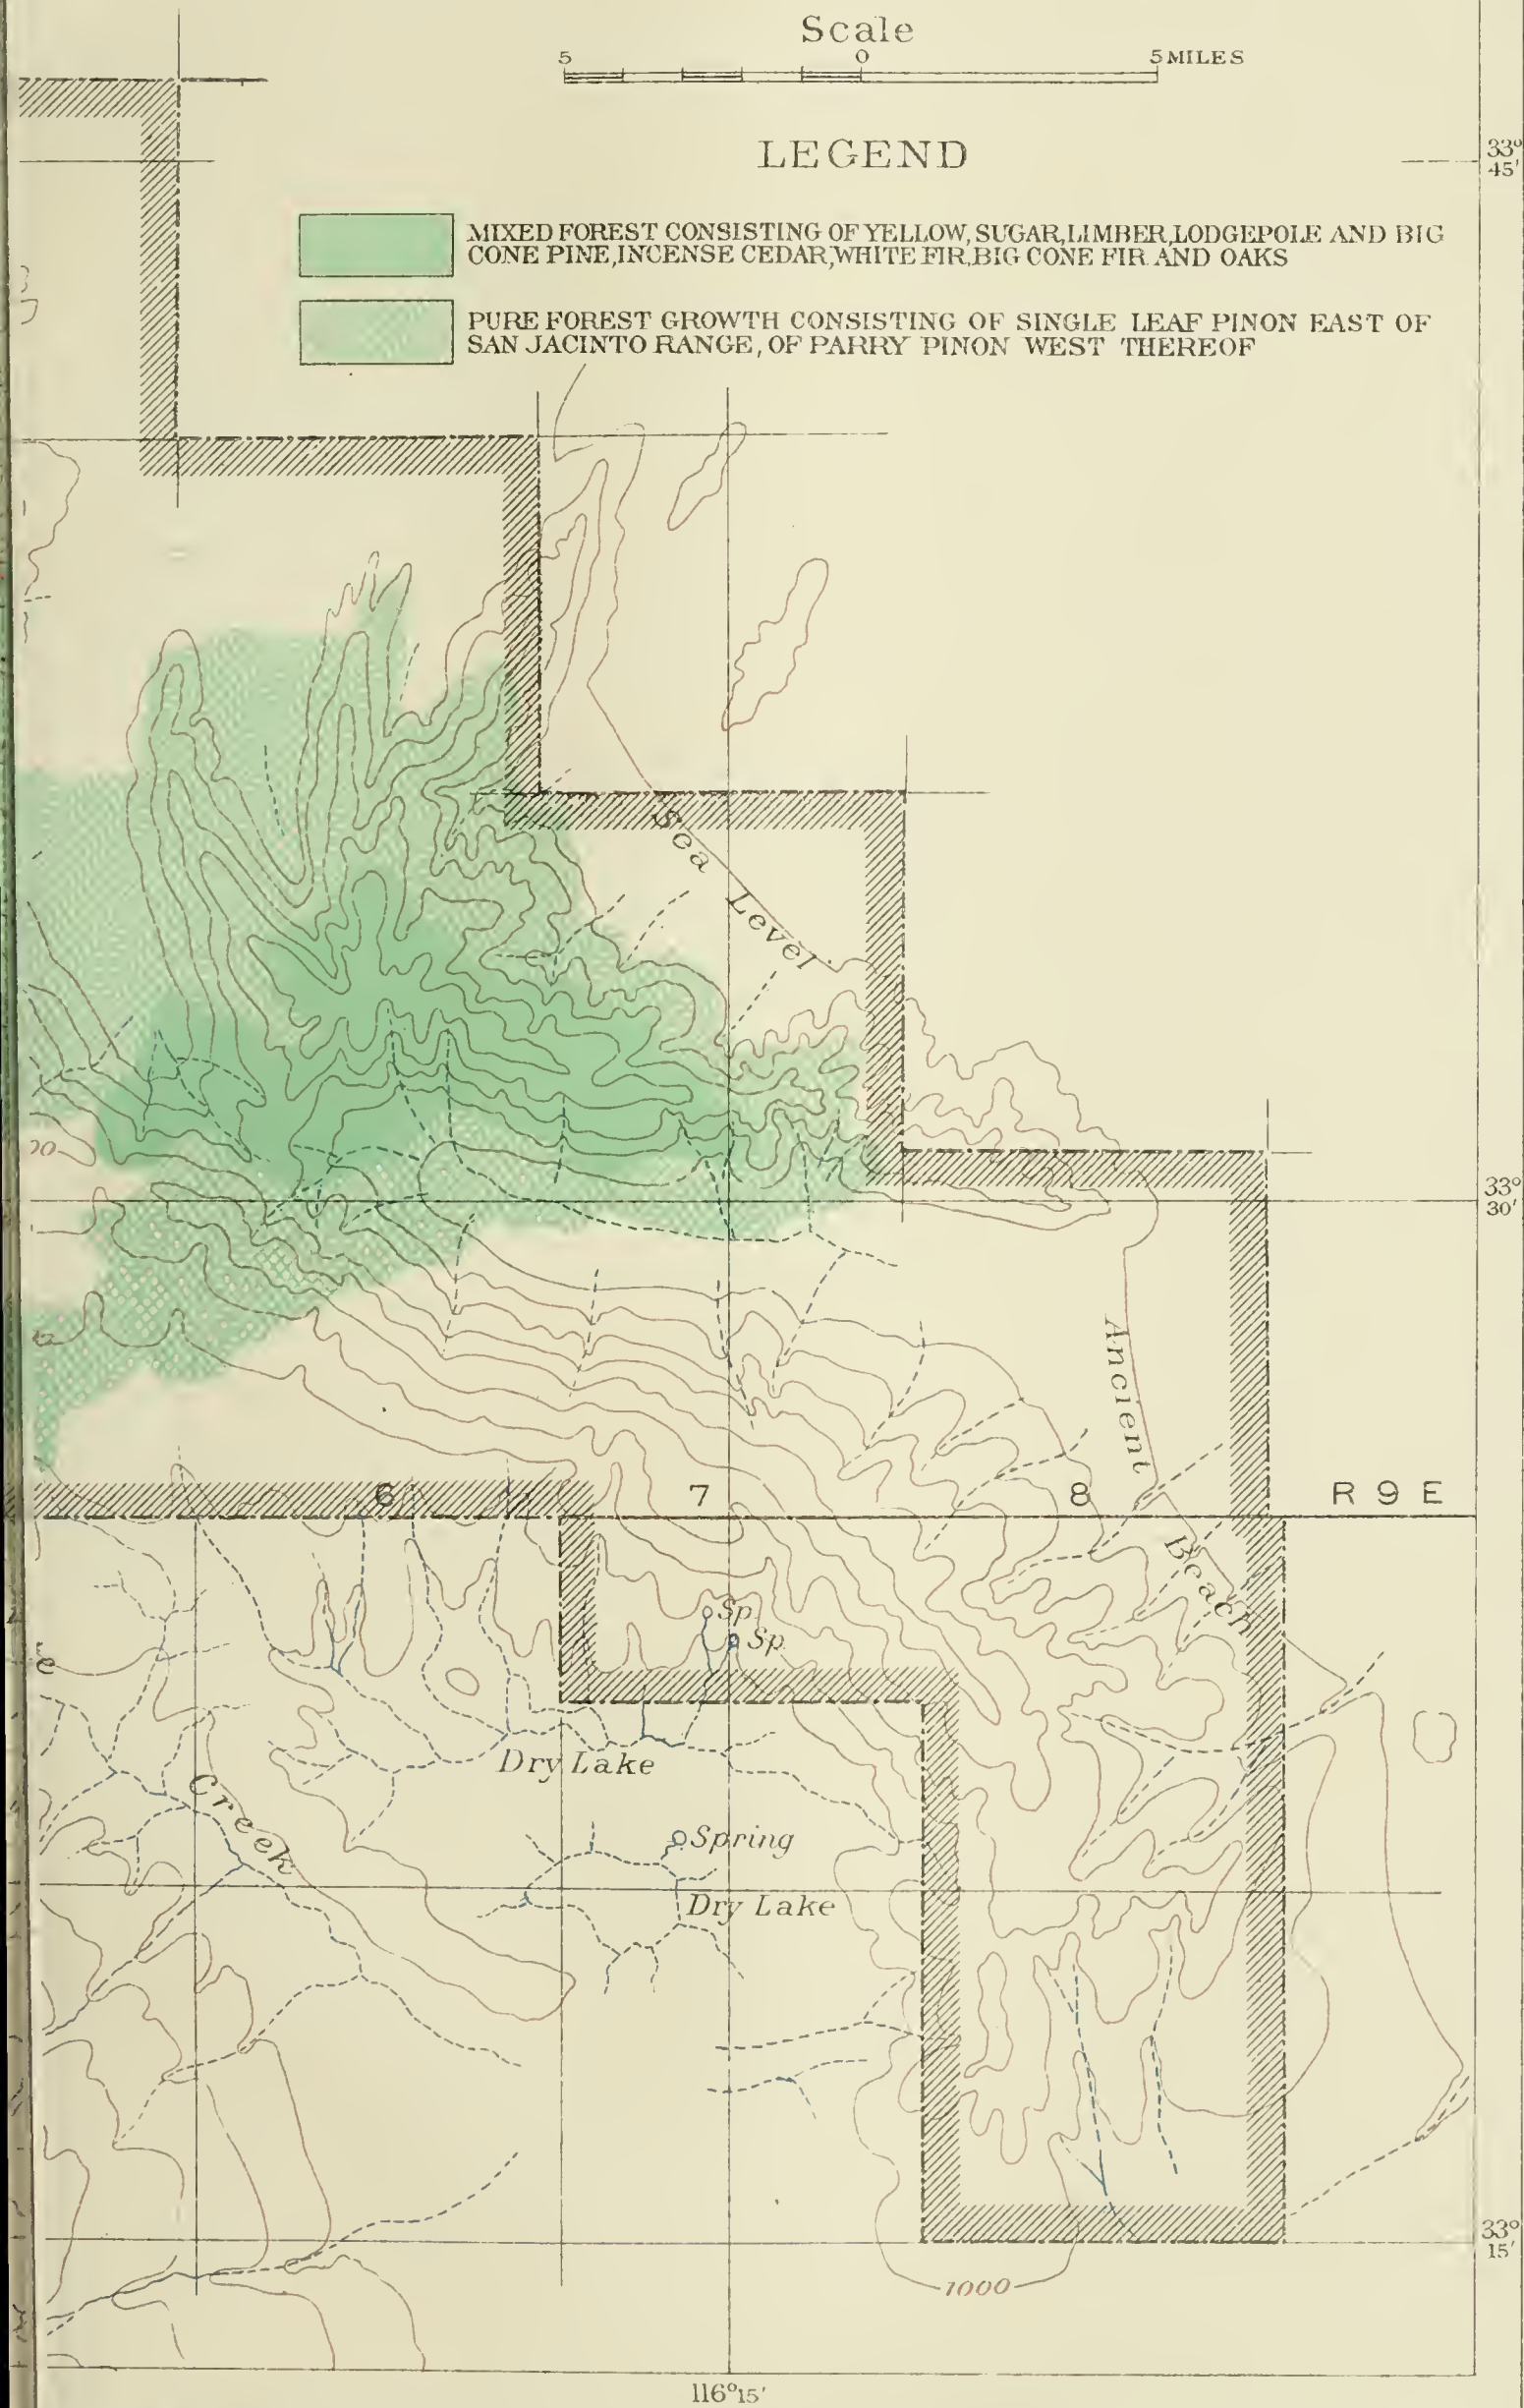 Scale
5 0 5 MILES
LEGEND
33°
45'
MIXED FOREST CONSISTING OF YELLOW, SUGAR, LIMBER, LODGEPOLE AND BIG
CONE PINE, INCENSE CEDAR, WHITE FIR, BIG CONE FIR AND OAKS
PURE FOREST GROWTH CONSISTING OF SINGLE LEAF PINON EAST OF
SAN JACINTO RANGE, OF PARRY PINON WEST THEREOF
Sea Level
33°
30'
Ancient Beach
6 7 8 R 9 E
Sp.
Sp.
e
Dry Lake
Creek
Spring
Dry Lake
33°
15'
1000
116°15'